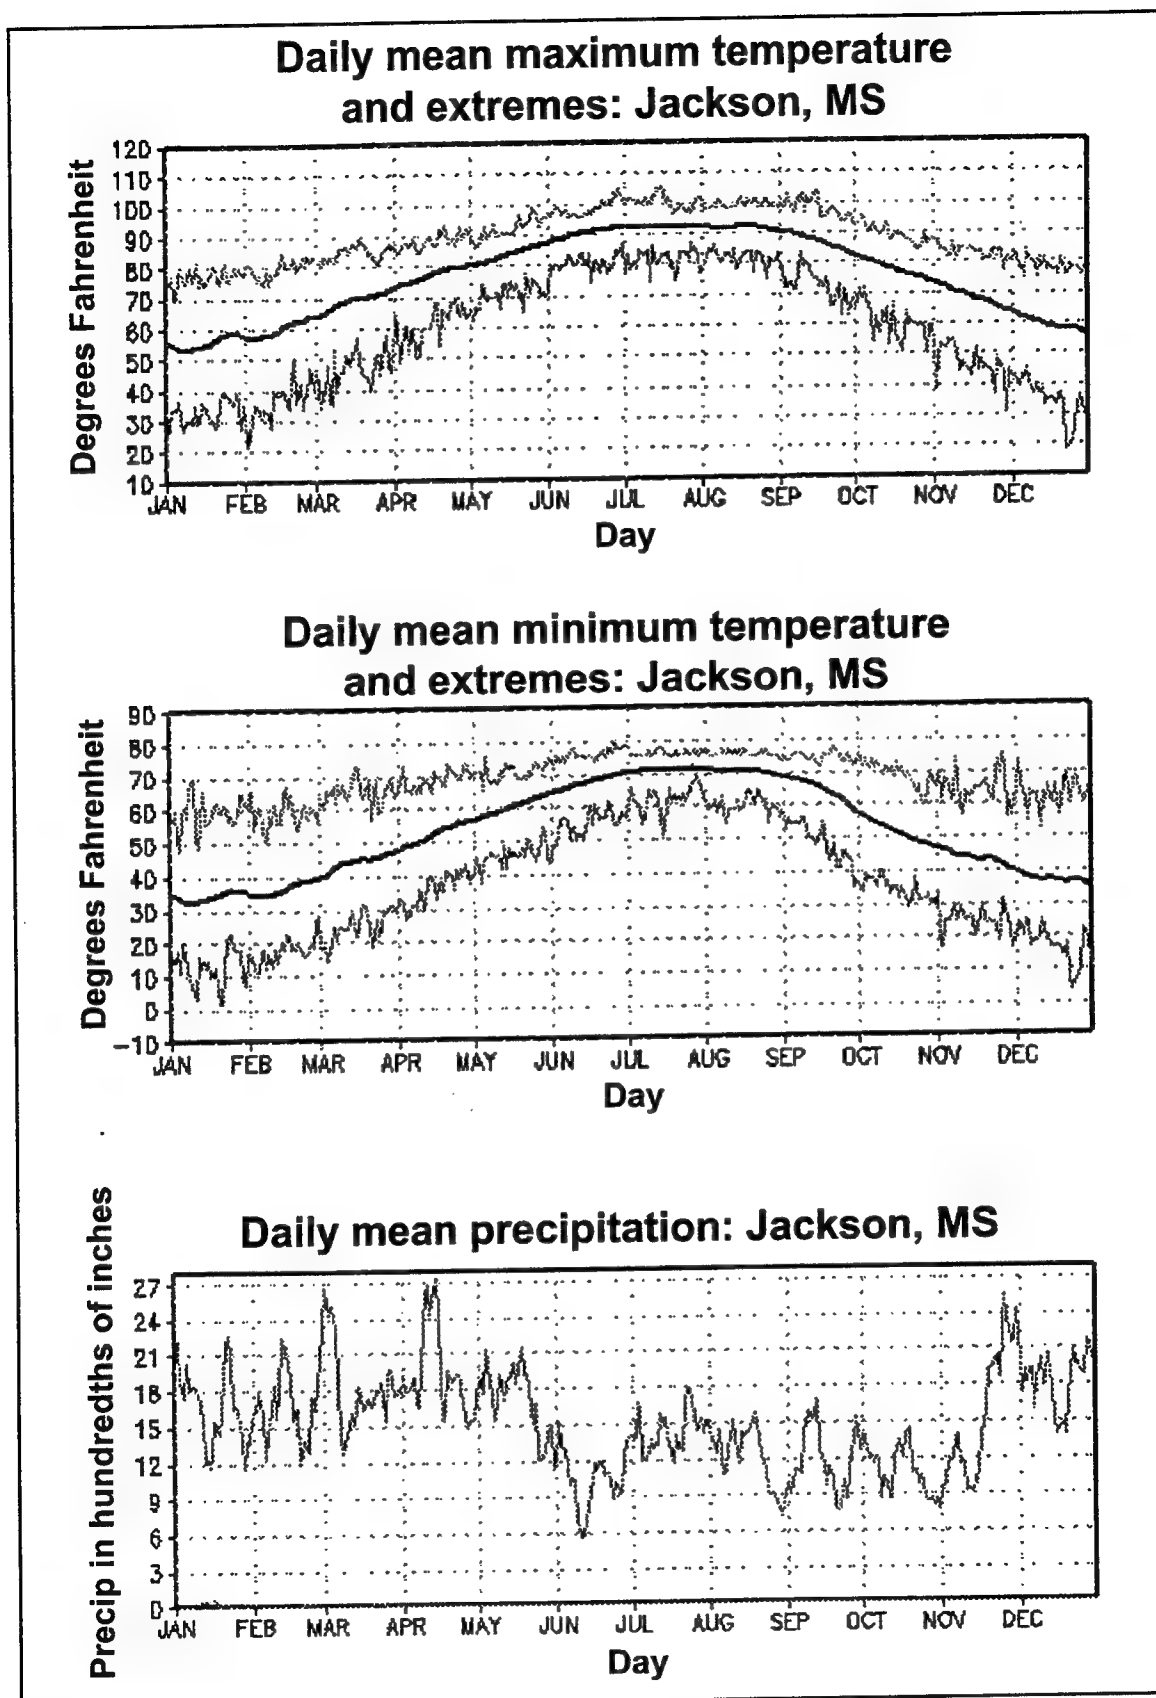 Daily mean maximum temperature
and extremes: Jackson, MS
Degrees Fahrenheit
120
110
100
90
80
70
60
50
40
30
20
10
JAN FEB MAR APR MAY JUN JUL AUG SEP OCT NOV DEC
Day
Daily mean minimum temperature
and extremes: Jackson, MS
Degrees Fahrenheit
90
80
70
60
50
40
30
20
10
0
-10
JAN FEB MAR APR MAY JUN JUL AUG SEP OCT NOV DEC
Day
Daily mean precipitation: Jackson, MS
Precip in hundredths of inches
27
24
21
18
15
12
9
6
3
0
JAN FEB MAR APR MAY JUN JUL AUG SEP OCT NOV DEC
Day